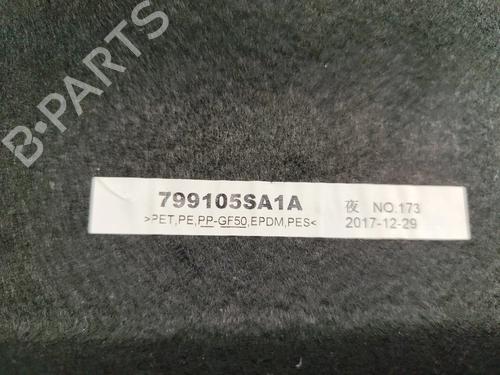 B-PARTS
799105SA1A
>PET,PE,PP-GF50,EPDM,PES<
夜 NO.173
2017-12-29